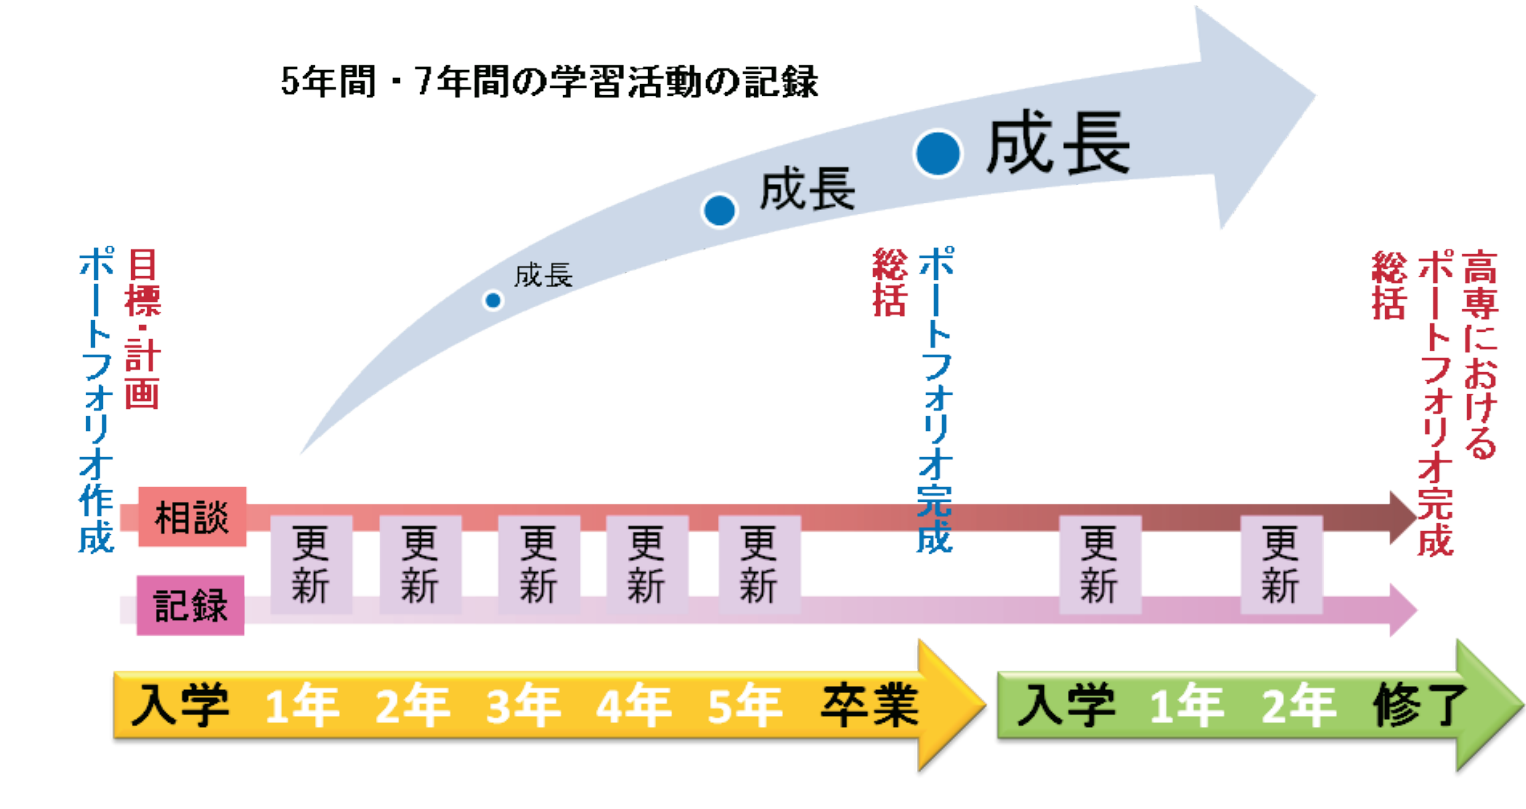 5年間・7年間の学習活動の記録
成長
成長
成長
目標・計画
ポートフォリオ作成
総括
ポートフォリオ完成
高専における
ポートフォリオ完成
総括
相談
更新
更新
更新
更新
更新
更新
更新
記録
入学 1年 2年 3年 4年 5年 卒業
入学 1年 2年 修了